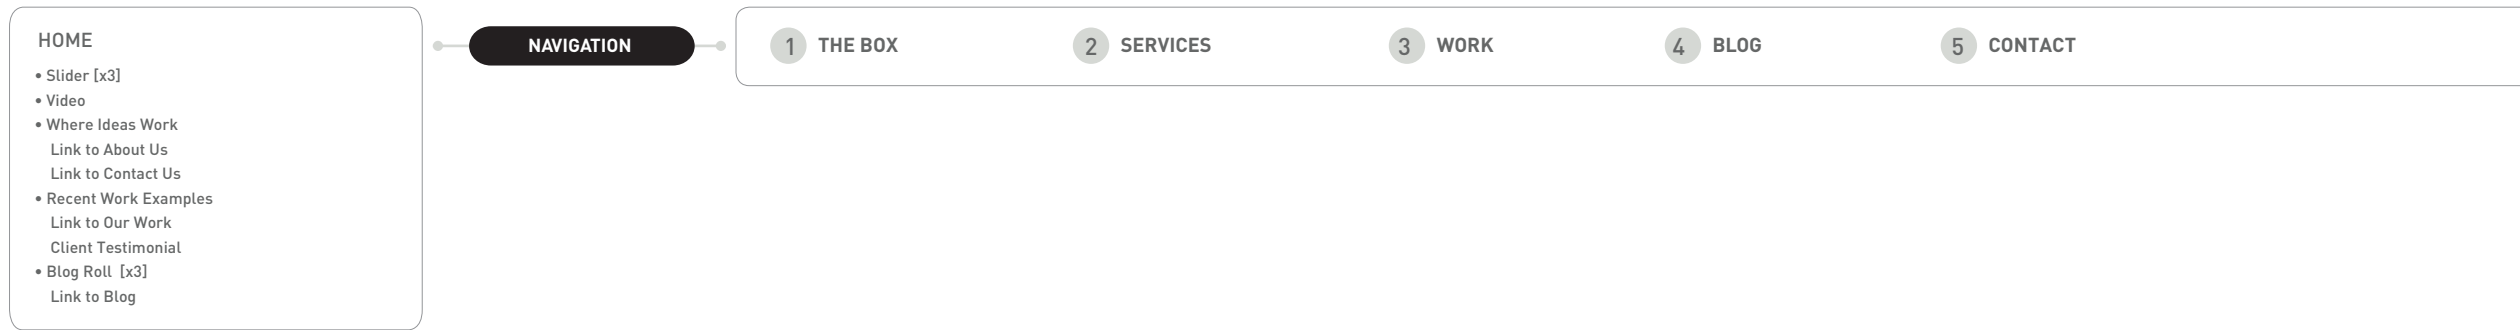 HOME
• Slider [x3]
• Video
• Where Ideas Work
Link to About Us
Link to Contact Us
• Recent Work Examples
Link to Our Work
Client Testimonial
• Blog Roll [x3]
Link to Blog
NAVIGATION
1 THE BOX
2 SERVICES
3 WORK
4 BLOG
5 CONTACT